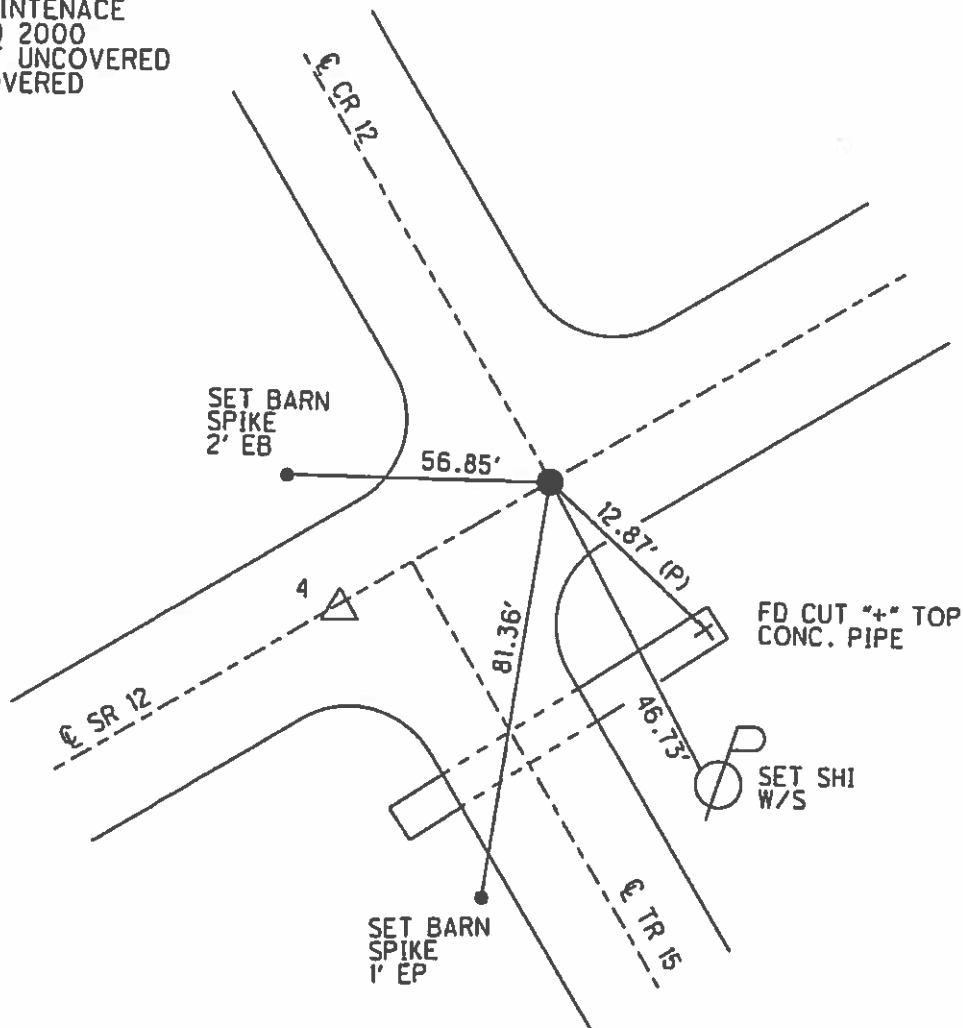 INTENACE
2000
UNCOVERED
OVERED
℄ CR 12
SET BARN
SPIKE
2' EB
56.85'
12.87' (P)
4
81.36'
FD CUT "+" TOP
CONC. PIPE
℄ SR 12
46.73'
SET SHI
W/S
℄ TR 15
SET BARN
SPIKE
1' EP